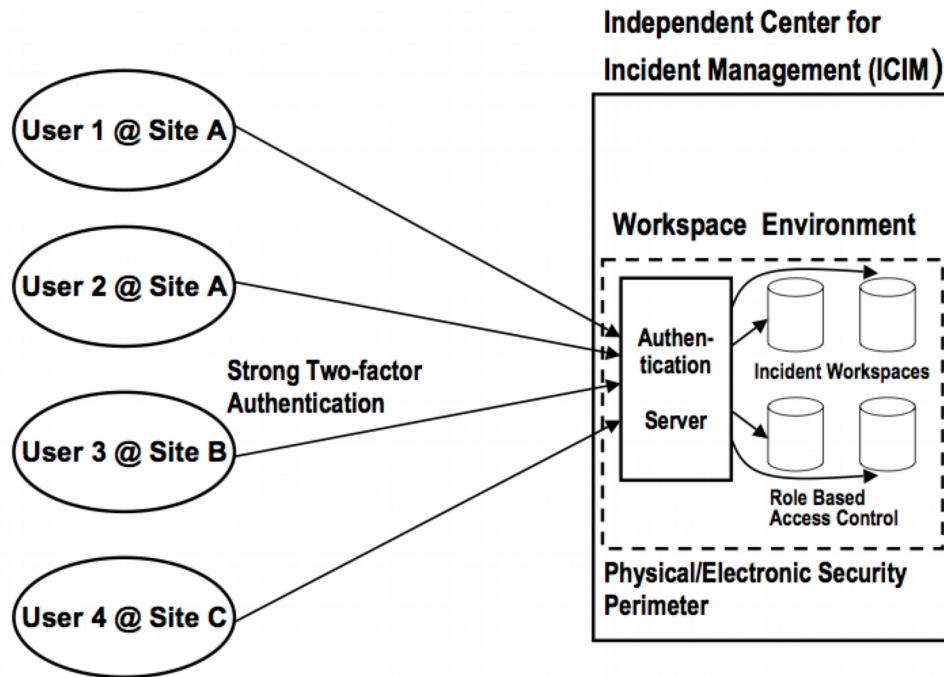 Independent Center for
Incident Management (ICIM)
User 1 @ Site A
User 2 @ Site A
User 3 @ Site B
User 4 @ Site C
Strong Two-factor
Authentication
Workspace Environment
Authen-
tication
Server
Incident Workspaces
Role Based
Access Control
Physical/Electronic Security
Perimeter